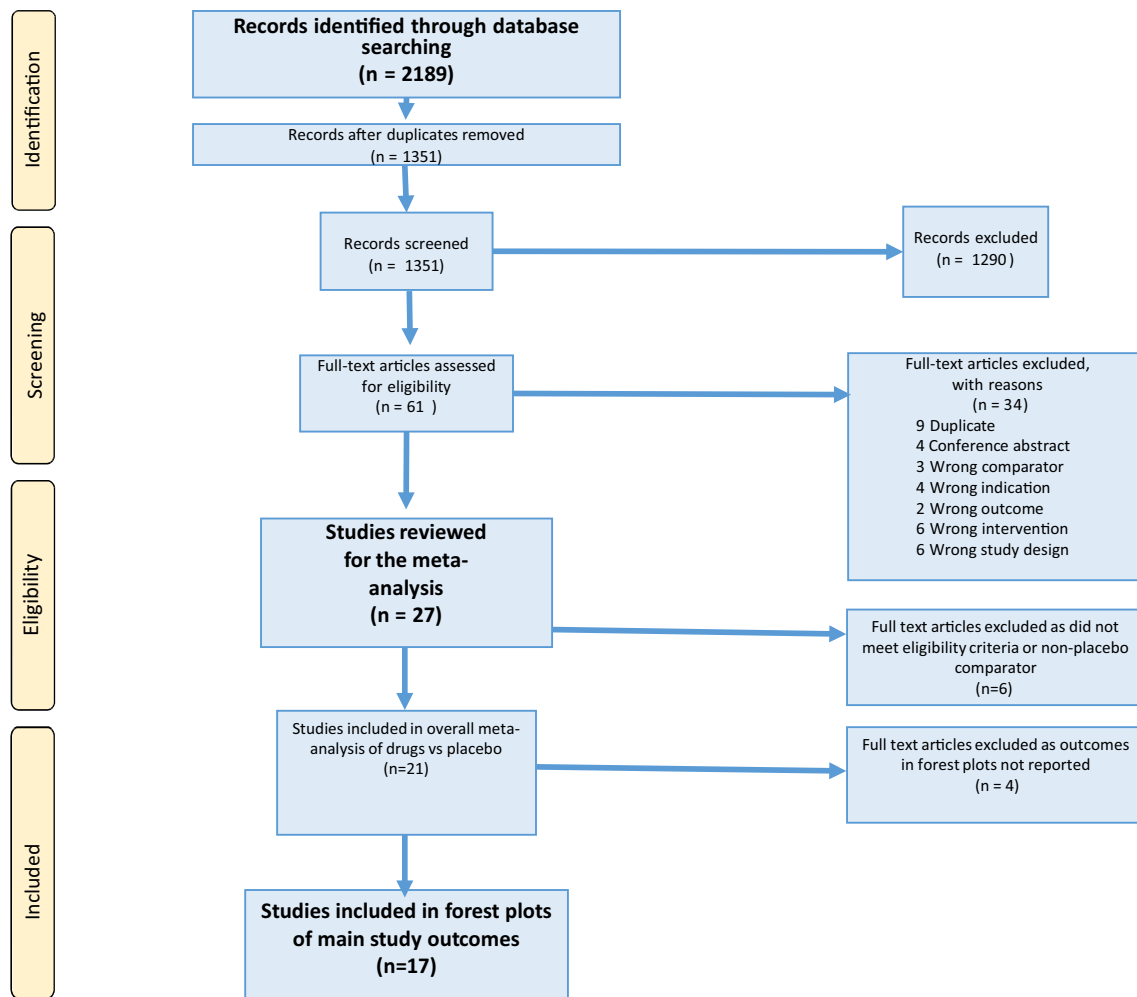 Identification
Records identified through database
searching
(n = 2189)
Records after duplicates removed
(n = 1351)
Screening
Records screened
(n = 1351)
Records excluded
(n = 1290 )
Full-text articles assessed
for eligibility
(n = 61 )
Full-text articles excluded,
with reasons
(n = 34)
9 Duplicate
4 Conference abstract
3 Wrong comparator
4 Wrong indication
2 Wrong outcome
6 Wrong intervention
6 Wrong study design
Eligibility
Studies reviewed
for the meta-
analysis
(n = 27)
Full text articles excluded as did not
meet eligibility criteria or non-placebo
comparator
(n=6)
Included
Studies included in overall meta-
analysis of drugs vs placebo
(n=21)
Full text articles excluded as outcomes
in forest plots not reported
(n = 4)
Studies included in forest plots
of main study outcomes
(n=17)